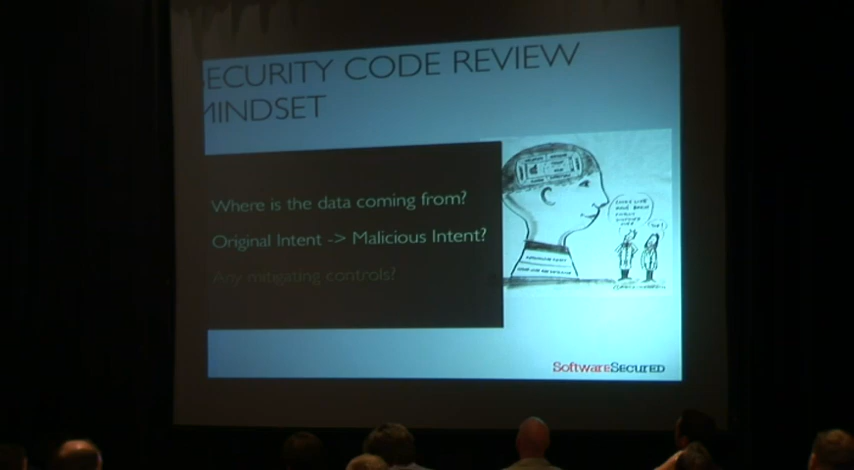 ECURITY CODE REVIEW
MINDSET
Where is the data coming from?
Original Intent -> Malicious Intent?
Any mitigating controls?
SoftwareSecured